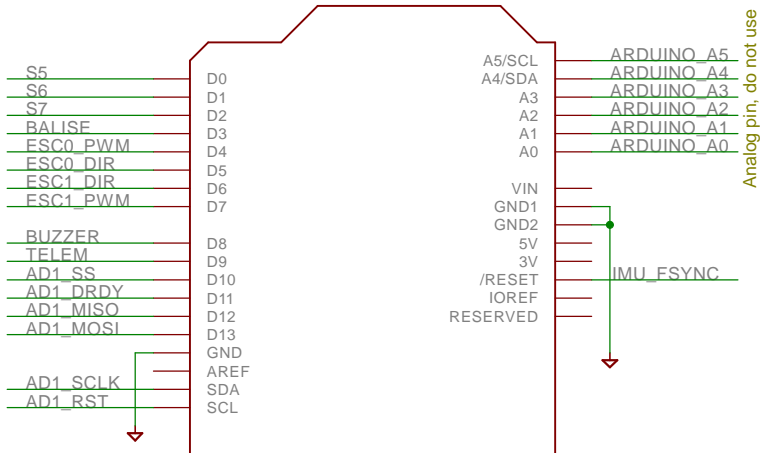 S5
S6
S7
BALISE
ESC0_PWM
ESC0_DIR
ESC1_DIR
ESC1_PWM
BUZZER
TELEM
AD1_SS
AD1_DRDY
AD1_MISO
AD1_MOSI
AD1_SCLK
AD1_RST
D0
D1
D2
D3
D4
D5
D6
D7
D8
D9
D10
D11
D12
D13
GND
AREF
SDA
SCL
A5/SCL
A4/SDA
A3
A2
A1
A0
VIN
GND1
GND2
5V
3V
/RESET
IOREF
RESERVED
ARDUINO_A5
ARDUINO_A4
ARDUINO_A3
ARDUINO_A2
ARDUINO_A1
ARDUINO_A0
IMU_FSYNC
Analog pin, do not use